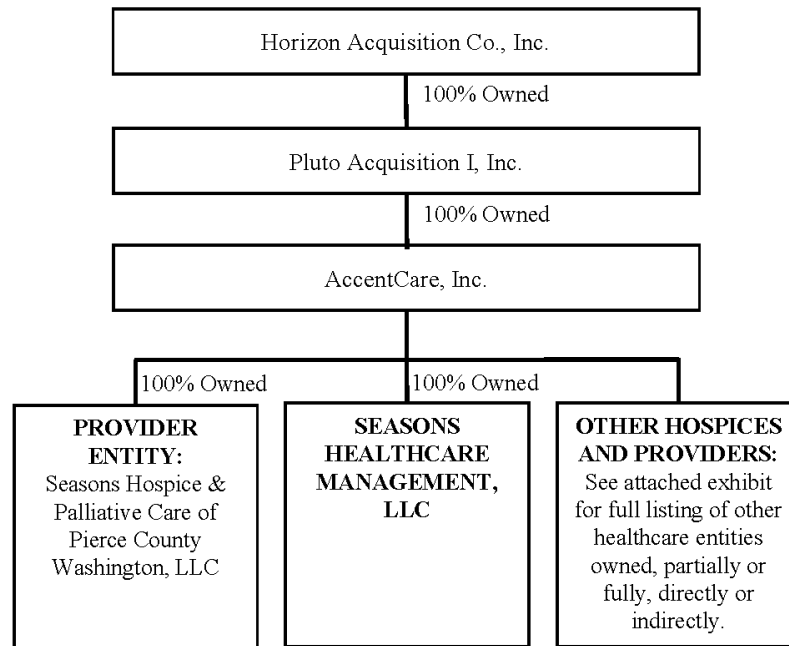 Horizon Acquisition Co., Inc.
100% Owned
Pluto Acquisition I, Inc.
100% Owned
AccentCare, Inc.
100% Owned
100% Owned
PROVIDER
ENTITY:
Seasons Hospice &
Palliative Care of
Pierce County
Washington, LLC
SEASONS
HEALTHCARE
MANAGEMENT,
LLC
OTHER HOSPICES
AND PROVIDERS:
See attached exhibit
for full listing of other
healthcare entities
owned, partially or
fully, directly or
indirectly.